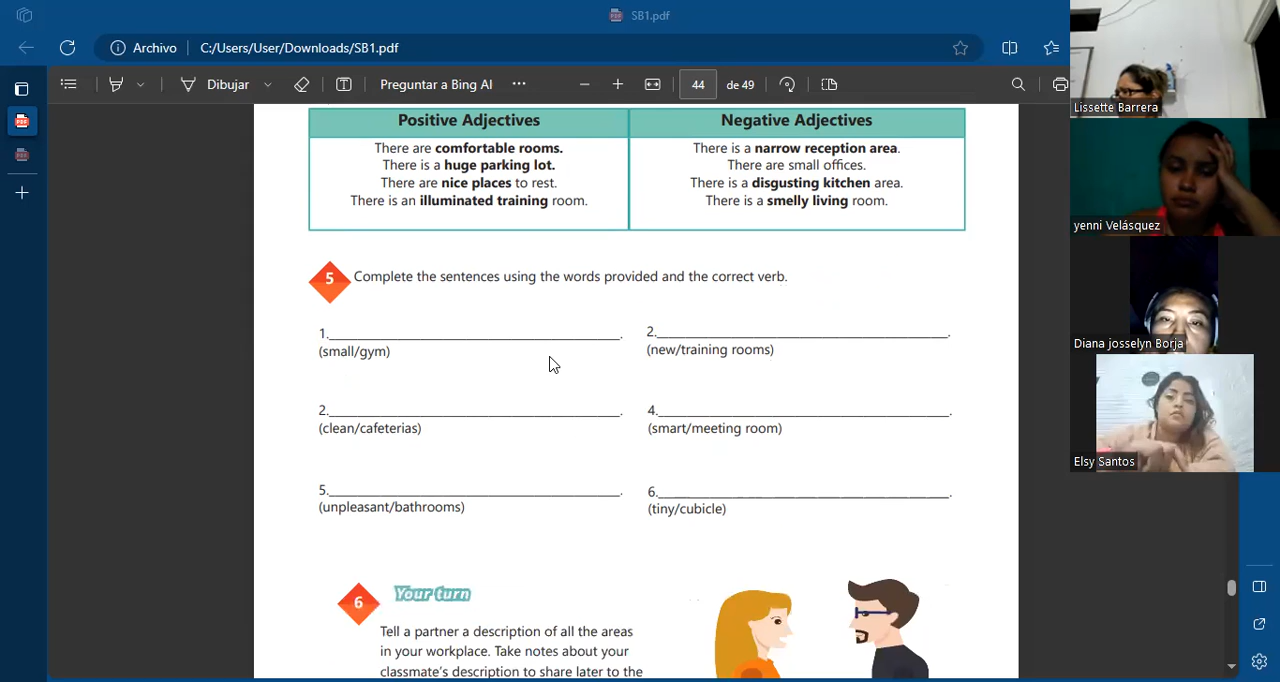 SB1.pdf
Archivo C:/Users/User/Downloads/SB1.pdf
Dibujar Preguntar a Bing AI 44 de 49
Positive Adjectives
There are comfortable rooms.
There is a huge parking lot.
There are nice places to rest.
There is an illuminated training room.
Negative Adjectives
There is a narrow reception area.
There are small offices.
There is a disgusting kitchen area.
There is a smelly living room.
5 Complete the sentences using the words provided and the correct verb.
1.________________________________________.
(small/gym)
2.________________________________________.
(new/training rooms)
2.________________________________________.
(clean/cafeterias)
4.________________________________________.
(smart/meeting room)
5.________________________________________.
(unpleasant/bathrooms)
6.________________________________________.
(tiny/cubicle)
6 Your turn
Tell a partner a description of all the areas
in your workplace. Take notes about your
classmate's description to share later to the
Lissette Barrera
yenni Velásquez
Diana josselyn Borja
Elsy Santos